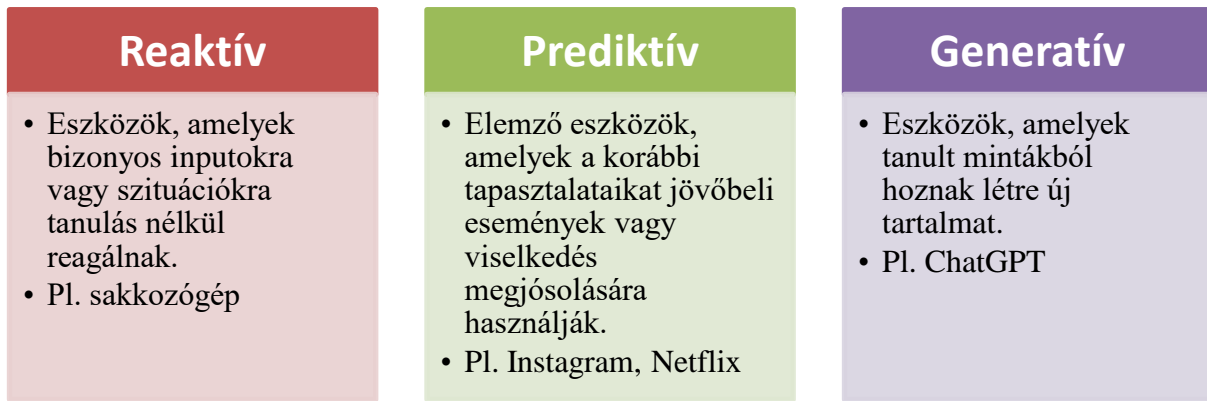 Reaktív
• Eszközök, amelyek
bizonyos inputokra
vagy szituációkra
tanulás nélkül
reagálnak.
• Pl. sakkozógép
Prediktív
• Elemző eszközök,
amelyek a korábbi
tapasztalataikat jövőbeli
események vagy
viselkedés
megjósolására
használják.
• Pl. Instagram, Netflix
Generatív
• Eszközök, amelyek
tanult mintákból
hoznak létre új
tartalmat.
• Pl. ChatGPT